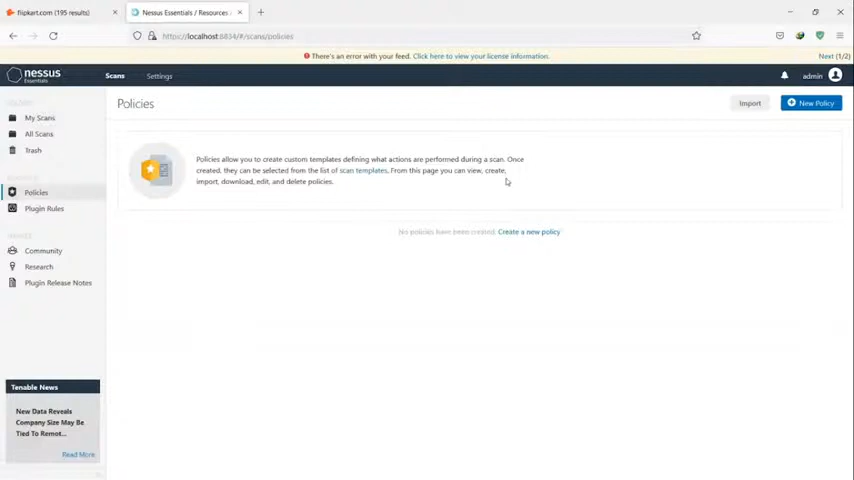 flipkart.com (195 results)
Nessus Essentials / Resources
https://localhost:8834/#/scans/policies
There's an error with your feed. Click here to view your license information.
Next (1/2)
nessus
Essentials
Scans
Settings
admin
Policies
Import
New Policy
My Scans
All Scans
Trash
Policies
Plugin Rules
Community
Research
Plugin Release Notes
Policies allow you to create custom templates defining what actions are performed during a scan. Once
created, they can be selected from the list of scan templates. From this page you can view, create,
import, download, edit, and delete policies.
No policies have been created. Create a new policy
Tenable News
New Data Reveals
Company Size May Be
Tied To Remot...
Read More